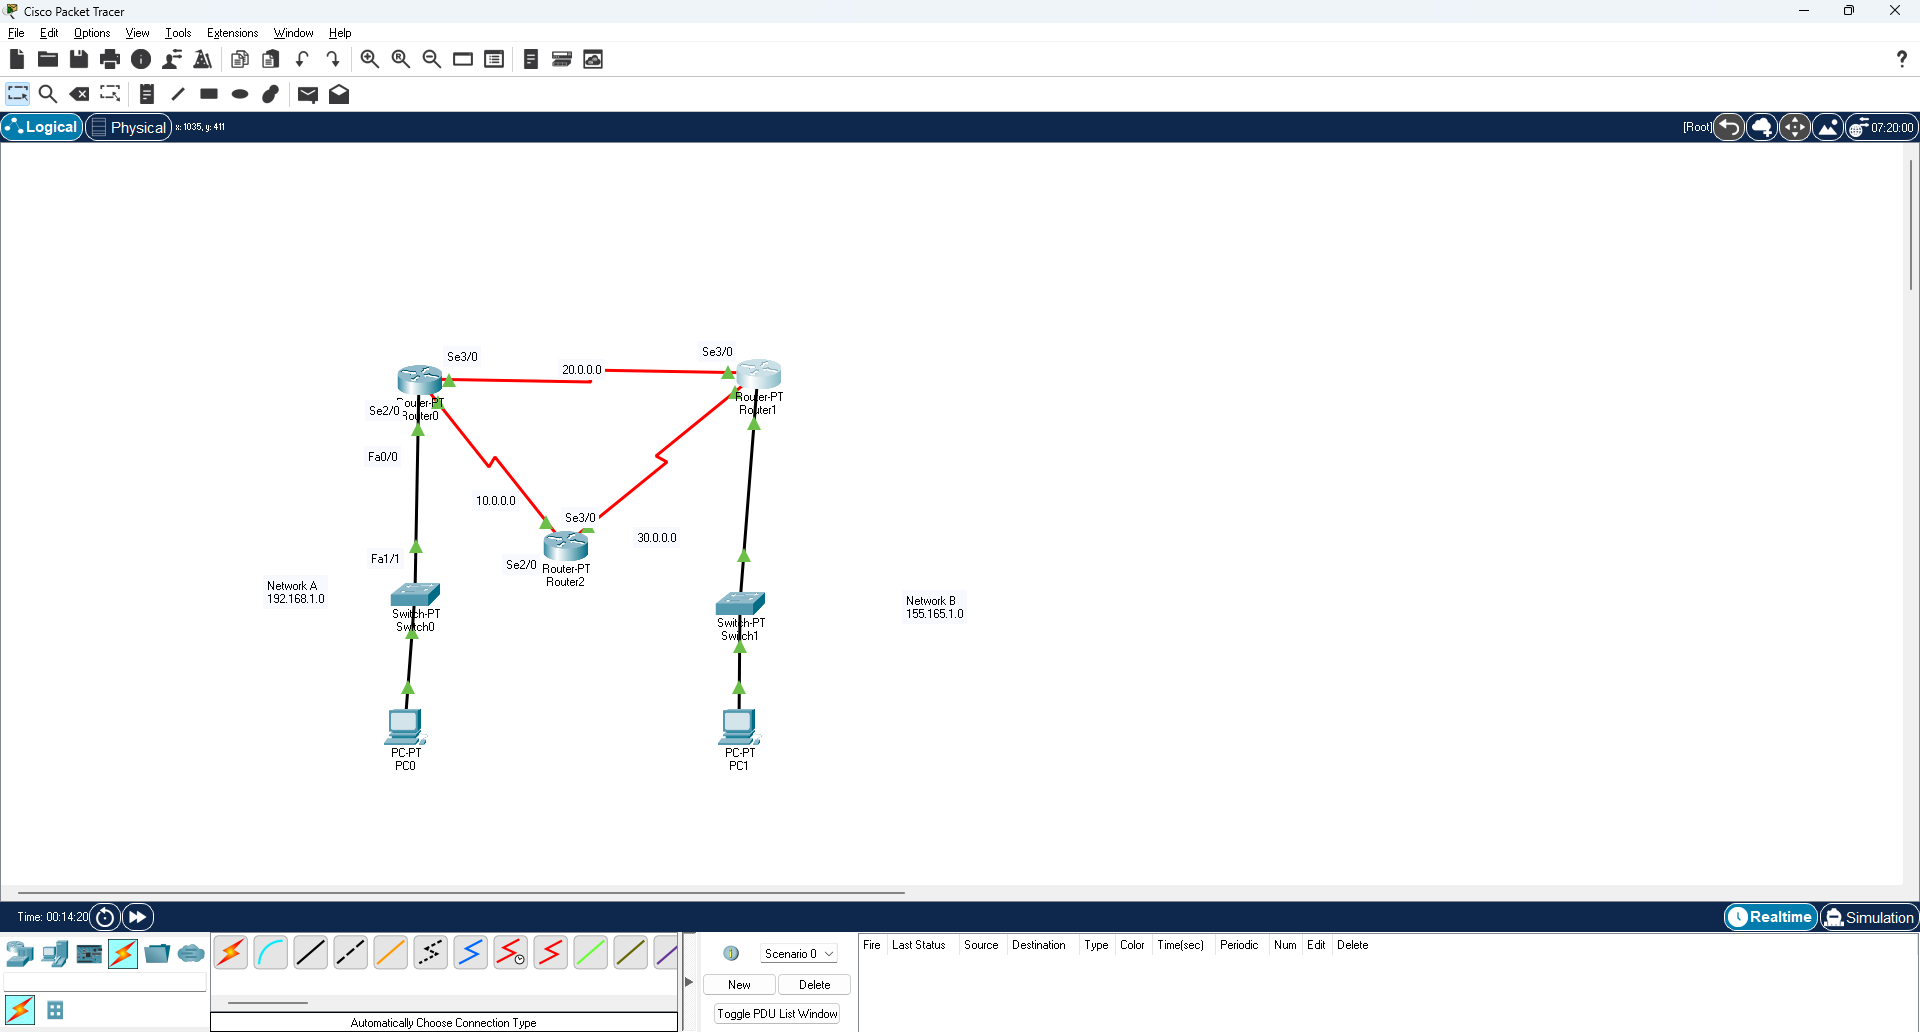 Cisco Packet Tracer
File Edit Options View Tools Extensions Window Help
?
Logical Physical x: 1035, y: 411 [Root] 07:20:00
Se3/0
20.0.0.0
Se3/0
Router-PT
Router0
Se2/0
Router-PT
Router1
Fa0/0
10.0.0.0
Se3/0
30.0.0.0
Fa1/1
Se2/0
Router-PT
Router2
Network A
192.168.1.0
Switch-PT
Switch0
Switch-PT
Switch1
Network B
155.165.1.0
PC-PT
PC0
PC-PT
PC1
Time: 00:14:20 Realtime Simulation
Scenario 0
New Delete
Toggle PDU List Window
Fire Last Status Source Destination Type Color Time(sec) Periodic Num Edit Delete
Automatically Choose Connection Type